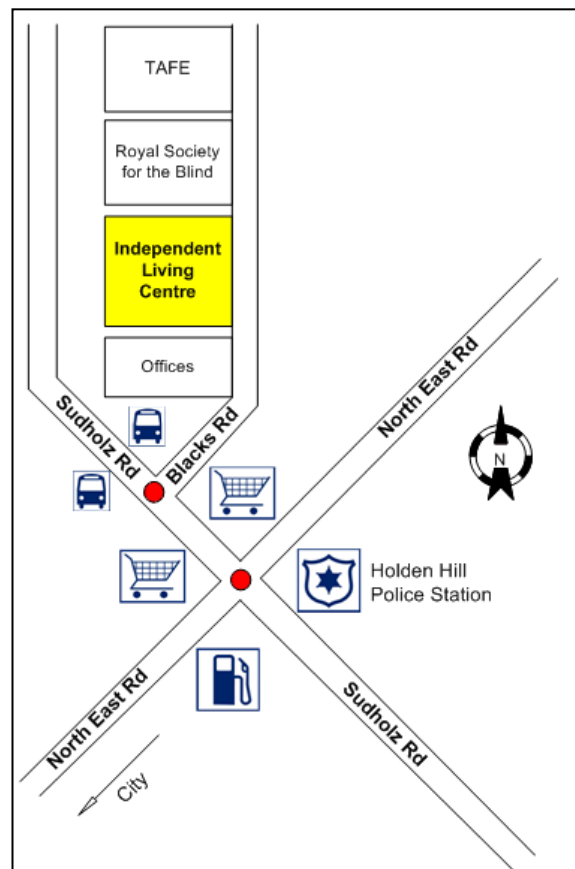 TAFE
Royal Society
for the Blind
Independent
Living
Centre
Offices
Sudholz Rd
Blacks Rd
North East Rd
N
Holden Hill
Police Station
North East Rd
Sudholz Rd
City